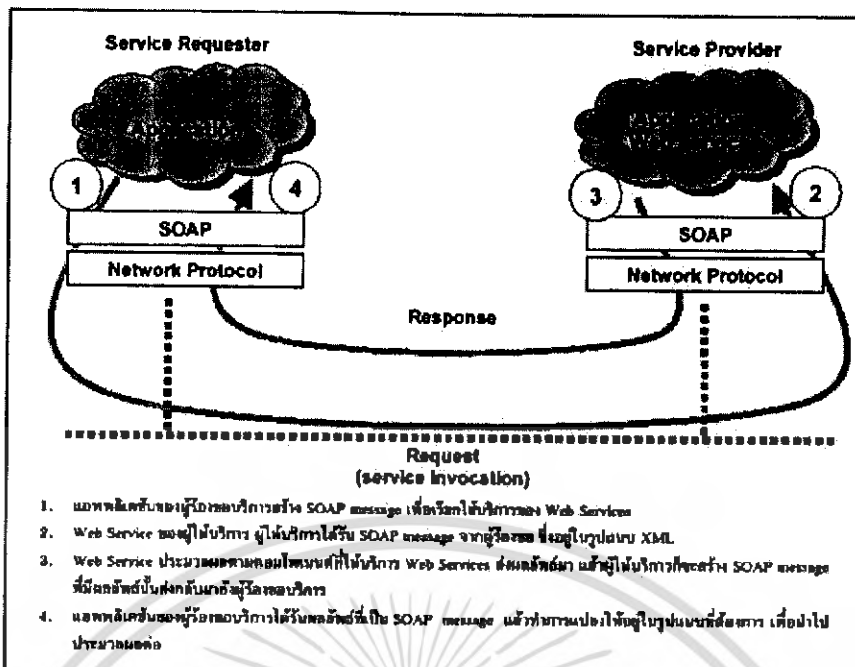 Service Requester
Service Provider
Application
Application
Web Service
1
4
3
2
SOAP
SOAP
Network Protocol
Network Protocol
Response
Request
(service invocation)
1. แอพพลิเคชันของผู้ร้องขอบริการสร้าง SOAP message เพื่อเรียกใช้บริการของ Web Services
2. Web Service ของผู้ให้บริการ ผู้ให้บริการได้รับ SOAP message จากผู้ร้องขอ ซึ่งอยู่ในรูปแบบ XML
3. Web Service ประมวลผลตามคอมโพเนนต์ที่ให้บริการ Web Services ส่งผลลัพธ์มา แล้วผู้ให้บริการก็จะสร้าง SOAP message
ที่มีผลลัพธ์นั้นส่งกลับมายังผู้ร้องขอบริการ
4. แอพพลิเคชันของผู้ร้องขอบริการได้รับผลลัพธ์ที่เป็น SOAP message แล้วทำการแปลงให้อยู่ในรูปแบบที่ต้องการ เพื่อนำไป
ประมวลผลต่อ